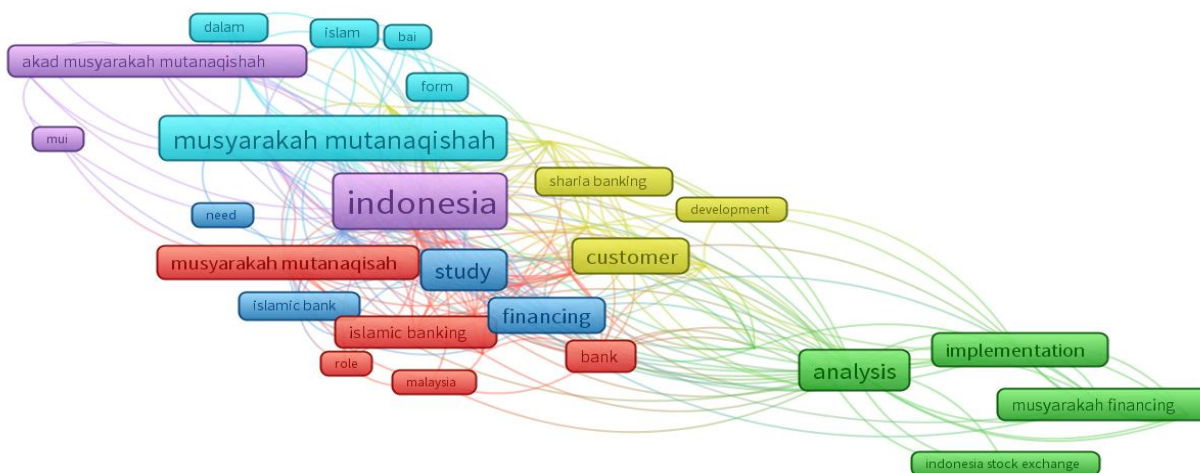 dalam
islam
bai
akad musyarakah mutanaqishah
form
mui
musyarakah mutanaqishah
sharia banking
indonesia
development
need
customer
musyarakah mutanaqisah
study
islamic bank
financing
islamic banking
bank
role
malaysia
implementation
analysis
musyarakah financing
indonesia stock exchange